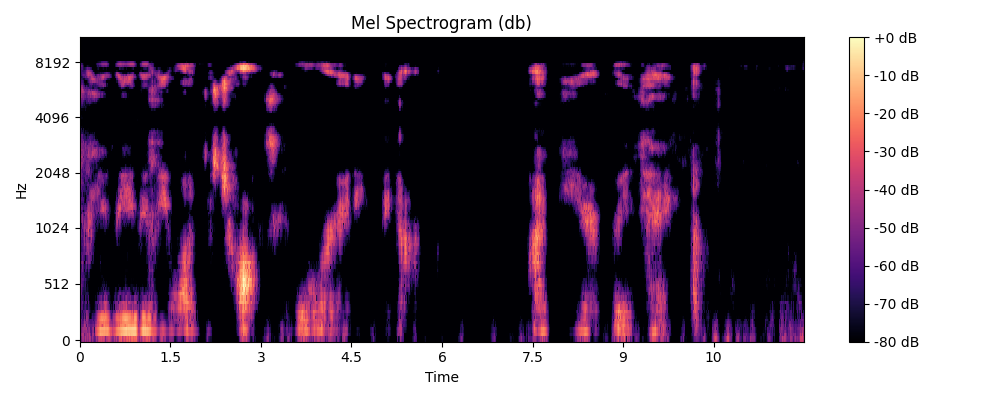 Mel Spectrogram (db)
8192
4096
2048
1024
512
0
Hz
0 1.5 3 4.5 6 7.5 9 10
Time
+0 dB
-10 dB
-20 dB
-30 dB
-40 dB
-50 dB
-60 dB
-70 dB
-80 dB